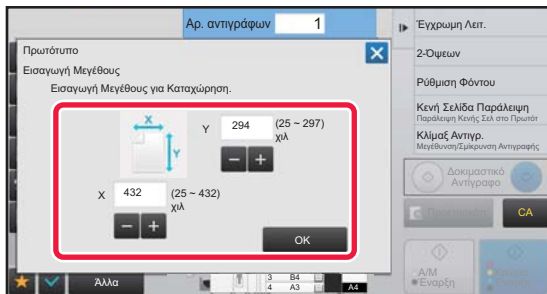 Αρ. αντιγράφων 1
Πρωτότυπο
Εισαγωγή Μεγέθους
Εισαγωγή Μεγέθους για Καταχώρηση.
X
Y
Y 294 (25 ~ 297)
χιλ
X 432 (25 ~ 432)
χιλ
OK
Άλλα
3 B4
4 A3
A4
Έγχρωμη Λειτ.
2-Όψεων
Ρύθμιση Φόντου
Κενή Σελίδα Παράλειψη
Παράλειψη Κενής Σελ στο Πρωτότ
Κλίμαξ Αντιγρ.
Μεγέθυνση/Σμίκρυνση Αντιγραφής
Δοκιμαστικό
Αντίγραφο
CA
Α/Μ
Έναρξη